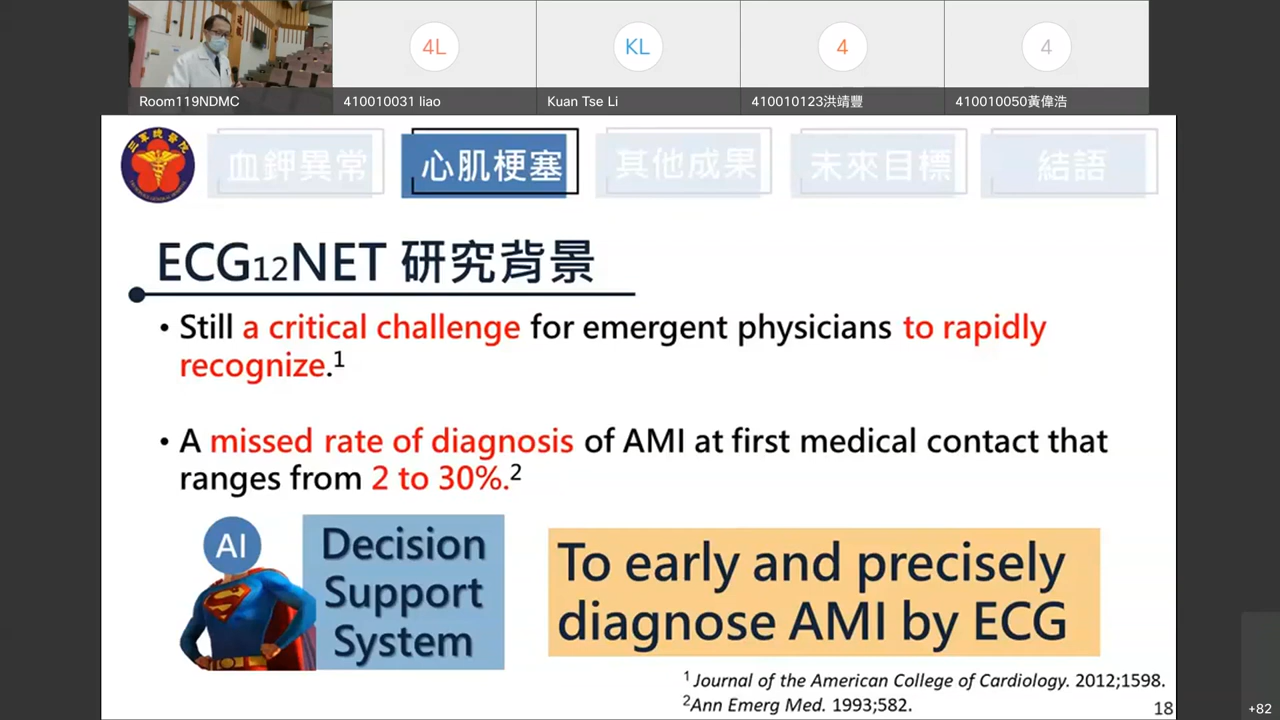 4L
KL
4
4
Room119NDMC
410010031 liao
Kuan Tse Li
410010123洪靖豐
410010050黃偉浩
血鉀異常
心肌梗塞
其他成果
未來目標
結語
ECG12NET 研究背景
• Still a critical challenge for emergent physicians to rapidly
recognize.1
• A missed rate of diagnosis of AMI at first medical contact that
ranges from 2 to 30%.2
AI
Decision
Support
System
To early and precisely
diagnose AMI by ECG
1 Journal of the American College of Cardiology. 2012;1598.
2Ann Emerg Med. 1993;582.
18
+82